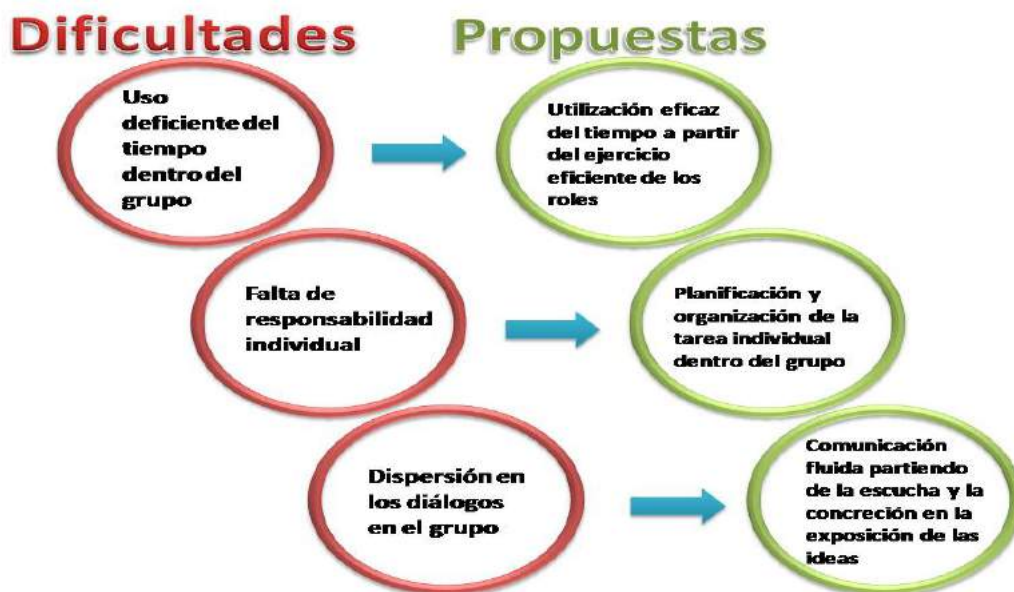 Dificultades
Propuestas
Uso
deficiente del
tiempo
dentro del
grupo
Utilización eficaz
del tiempo a partir
del ejercicio
eficiente de los
roles
Falta de
responsabilidad
individual
Planificación y
organización de la
tarea individual
dentro del grupo
Dispersión en
los diálogos
en el grupo
Comunicación
fluida partiendo
de la escucha y la
concreción en la
exposición de las
ideas